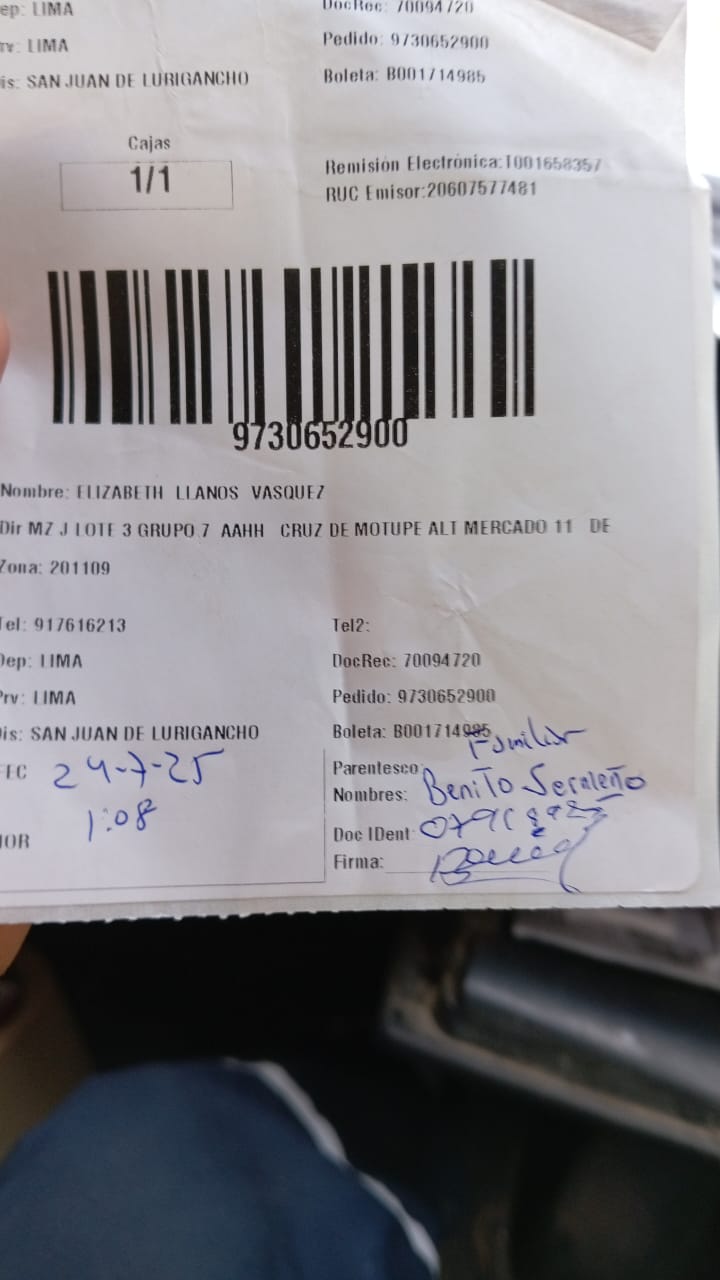 ep: LIMA
DocRec: 70094720
rv: LIMA
Pedido: 9730652900
is: SAN JUAN DE LURIGANCHO
Boleta: B001714985
Cajas
1/1
Remisión Electrónica:T001658357
RUC Emisor:20607577481
9730652900
Nombre: ELIZABETH LLANOS VASQUEZ
Dir MZ J LOTE 3 GRUPO 7 AAHH CRUZ DE MOTUPE ALT MERCADO 11 DE
Zona: 201109
Tel: 917616213
Tel2:
Dep: LIMA
DocRec: 70094720
Prv: LIMA
Pedido: 9730652900
Dis: SAN JUAN DE LURIGANCHO
Boleta: B001714985
FEC 24-7-25
Parentesco: Familiar
Nombres: Benito
1:08
HOR
Doc IDent:
Firma: